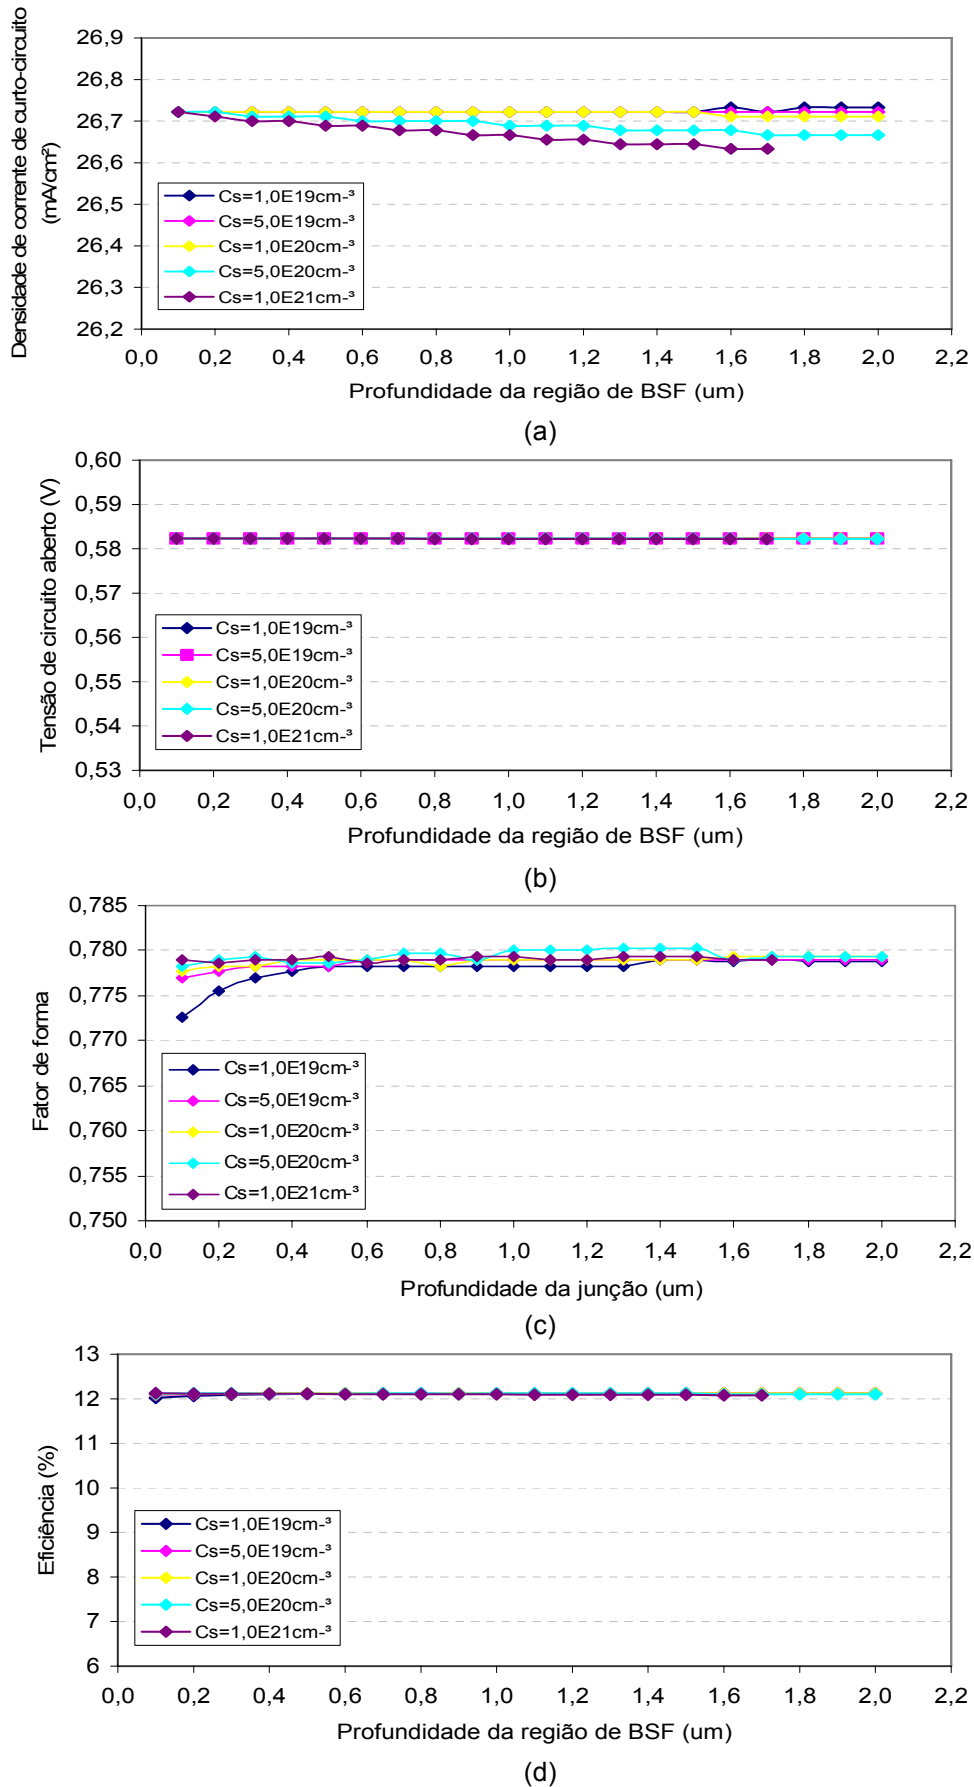 Densidade de corrente de curto-circuito
(mA/cm²)
26,9
26,8
26,7
26,6
26,5
26,4
26,3
26,2
Cs=1,0E19cm-³
Cs=5,0E19cm-³
Cs=1,0E20cm-³
Cs=5,0E20cm-³
Cs=1,0E21cm-³
0,0 0,2 0,4 0,6 0,8 1,0 1,2 1,4 1,6 1,8 2,0 2,2
Profundidade da região de BSF (um)
(a)
Tensão de circuito aberto (V)
0,60
0,59
0,58
0,57
0,56
0,55
0,54
0,53
Cs=1,0E19cm-³
Cs=5,0E19cm-³
Cs=1,0E20cm-³
Cs=5,0E20cm-³
Cs=1,0E21cm-³
0,0 0,2 0,4 0,6 0,8 1,0 1,2 1,4 1,6 1,8 2,0 2,2
Profundidade da região de BSF (um)
(b)
Fator de forma
0,785
0,780
0,775
0,770
0,765
0,760
0,755
0,750
Cs=1,0E19cm-³
Cs=5,0E19cm-³
Cs=1,0E20cm-³
Cs=5,0E20cm-³
Cs=1,0E21cm-³
0,0 0,2 0,4 0,6 0,8 1,0 1,2 1,4 1,6 1,8 2,0 2,2
Profundidade da junção (um)
(c)
Eficiência (%)
13
12
11
10
9
8
7
6
Cs=1,0E19cm-³
Cs=5,0E19cm-³
Cs=1,0E20cm-³
Cs=5,0E20cm-³
Cs=1,0E21cm-³
0,0 0,2 0,4 0,6 0,8 1,0 1,2 1,4 1,6 1,8 2,0 2,2
Profundidade da região de BSF (um)
(d)